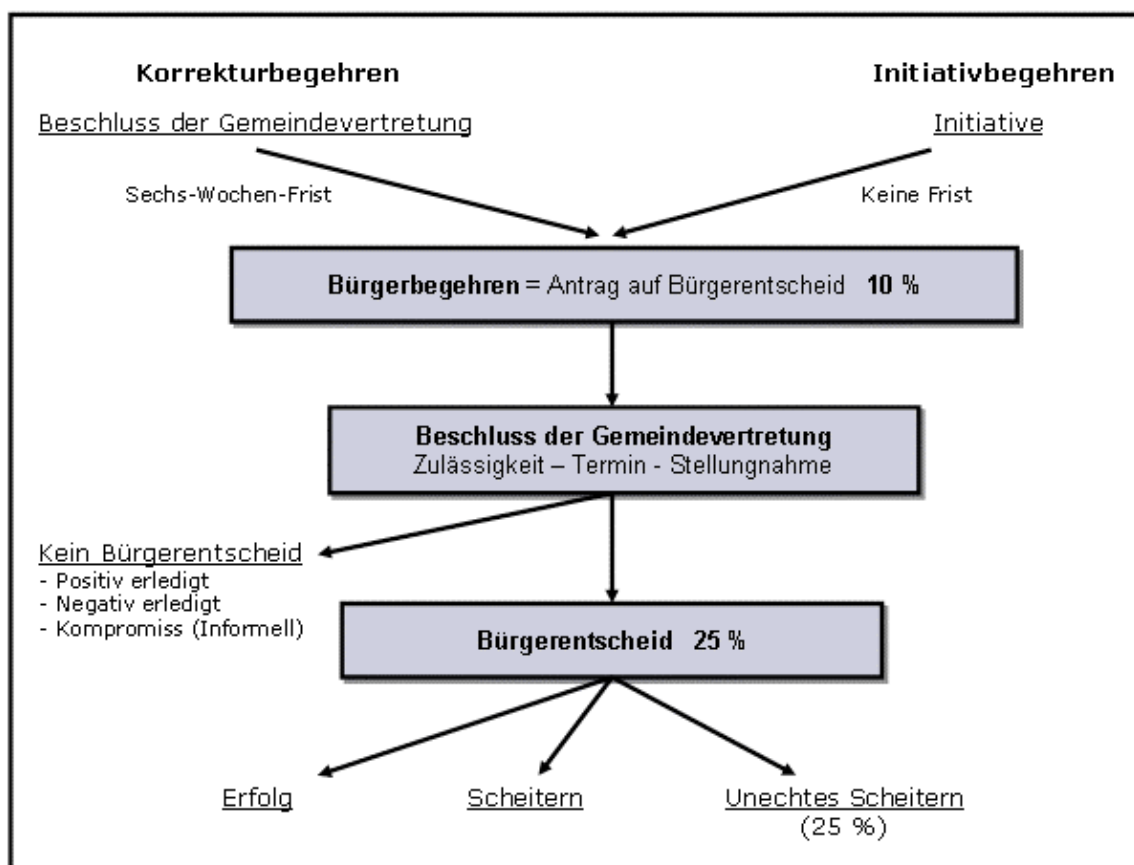 Korrekturbegehren
Initiativbegehren
Beschluss der Gemeindevertretung
Initiative
Sechs-Wochen-Frist
Keine Frist
Bürgerbegehren = Antrag auf Bürgerentscheid 10 %
Beschluss der Gemeindevertretung
Zulässigkeit – Termin - Stellungnahme
Kein Bürgerentscheid
- Positiv erledigt
- Negativ erledigt
- Kompromiss (Informell)
Bürgerentscheid 25 %
Erfolg
Scheitern
Unechtes Scheitern
(25 %)